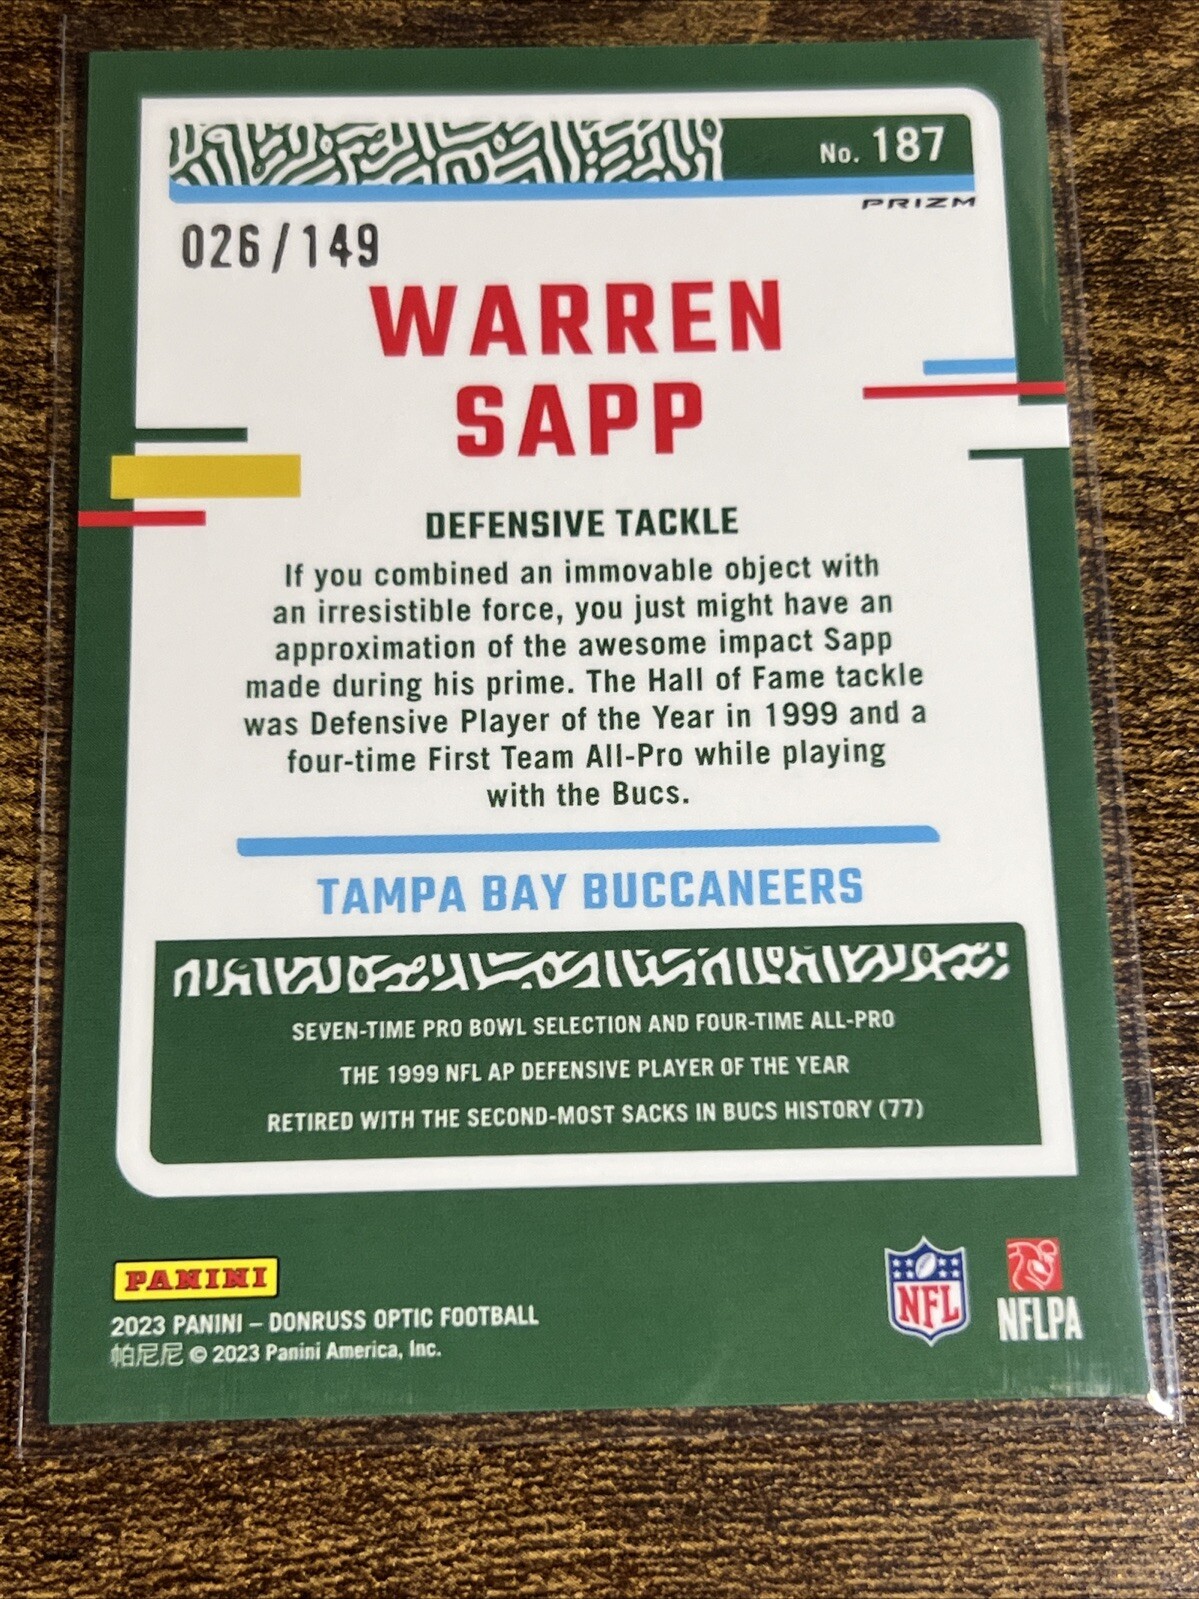 No. 187
PRIZM
026/149
WARREN
SAPP
DEFENSIVE TACKLE
If you combined an immovable object with
an irresistible force, you just might have an
approximation of the awesome impact Sapp
made during his prime. The Hall of Fame tackle
was Defensive Player of the Year in 1999 and a
four-time First Team All-Pro while playing
with the Bucs.
TAMPA BAY BUCCANEERS
SEVEN-TIME PRO BOWL SELECTION AND FOUR-TIME ALL-PRO
THE 1999 NFL AP DEFENSIVE PLAYER OF THE YEAR
RETIRED WITH THE SECOND-MOST SACKS IN BUCS HISTORY (77)
PANINI
2023 PANINI – DONRUSS OPTIC FOOTBALL
帕尼尼 © 2023 Panini America, Inc.
NFL
NFLPA